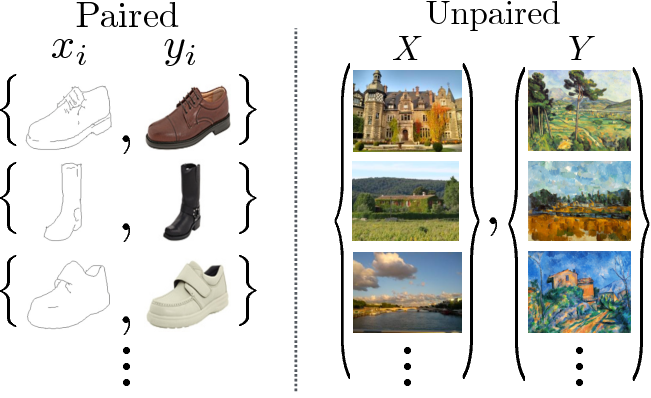 Paired
x_i y_i
{ , }
{ , }
{ , }
⋮
Unpaired
X Y
{ ⋮ } , { ⋮ }